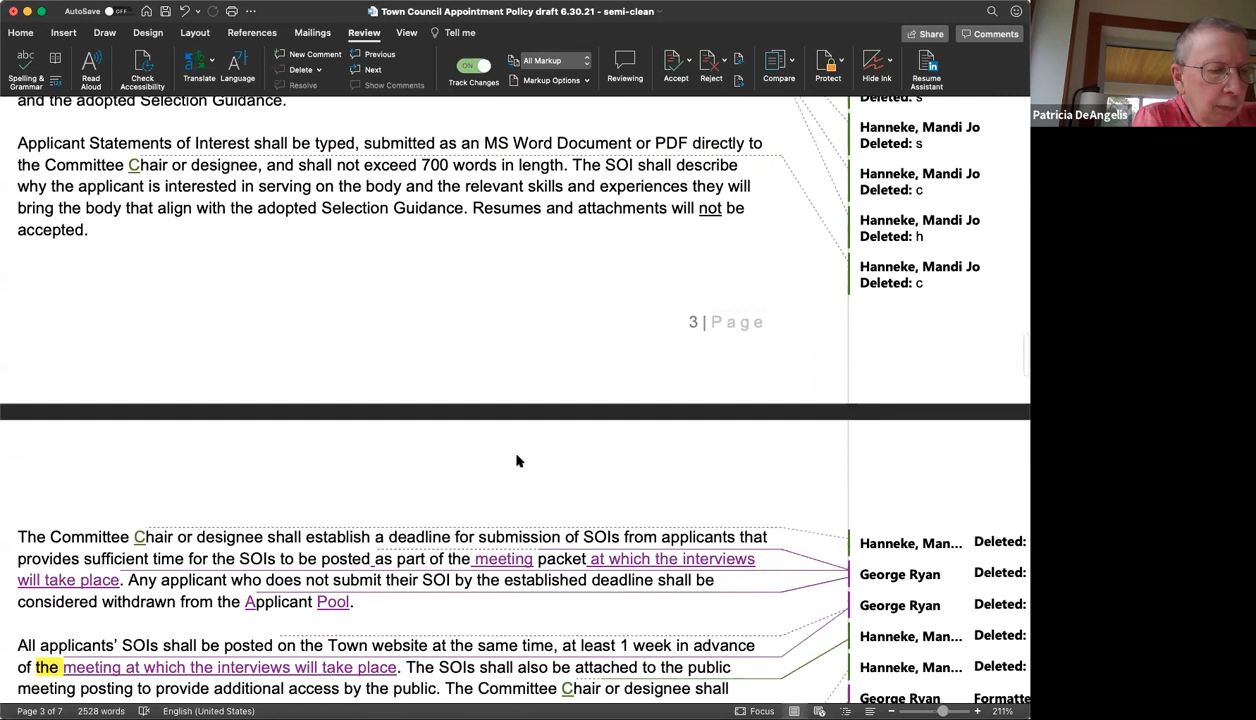 AutoSave OFF
Town Council Appointment Policy draft 6.30.21 - semi-clean
Home Insert Draw Design Layout References Mailings Review View Tell me Share Comments
Spelling & Grammar
Read Aloud
Check Accessibility
Translate
Language
New Comment
Delete
Resolve
Previous
Next
Show Comments
ON
Track Changes
All Markup
Markup Options
Reviewing
Accept
Reject
Compare
Protect
Hide Ink
Resume Assistant
Patricia DeAngelis
and the adopted Selection Guidance.
Applicant Statements of Interest shall be typed, submitted as an MS Word Document or PDF directly to
the Committee Chair or designee, and shall not exceed 700 words in length. The SOI shall describe
why the applicant is interested in serving on the body and the relevant skills and experiences they will
bring the body that align with the adopted Selection Guidance. Resumes and attachments will not be
accepted.
3 | Page
Deleted: s
Hanneke, Mandi Jo
Deleted: s
Hanneke, Mandi Jo
Deleted: c
Hanneke, Mandi Jo
Deleted: h
Hanneke, Mandi Jo
Deleted: c
The Committee Chair or designee shall establish a deadline for submission of SOIs from applicants that
provides sufficient time for the SOIs to be posted as part of the meeting packet at which the interviews
will take place. Any applicant who does not submit their SOI by the established deadline shall be
considered withdrawn from the Applicant Pool.
All applicants’ SOIs shall be posted on the Town website at the same time, at least 1 week in advance
of the meeting at which the interviews will take place. The SOIs shall also be attached to the public
meeting posting to provide additional access by the public. The Committee Chair or designee shall
Hanneke, Man... Deleted:
George Ryan Deleted:
George Ryan Deleted:
Hanneke, Man... Deleted:
Hanneke, Man... Deleted:
George Ryan Formatte
Page 3 of 7 2528 words English (United States) Focus 211%